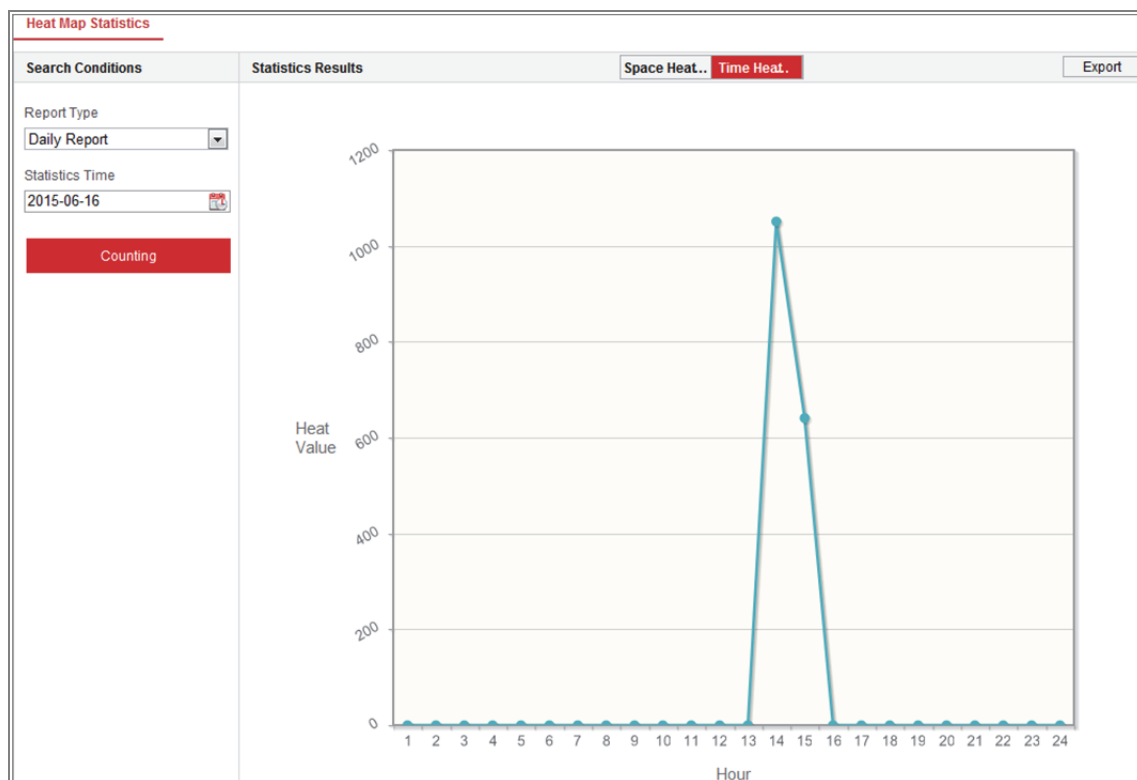 Heat Map Statistics
Search Conditions
Statistics Results
Space Heat...
Time Heat..
Export
Report Type
Daily Report
Statistics Time
2015-06-16
Counting
1200
1000
800
600
400
200
0
Heat
Value
1 2 3 4 5 6 7 8 9 10 11 12 13 14 15 16 17 18 19 20 21 22 23 24
Hour